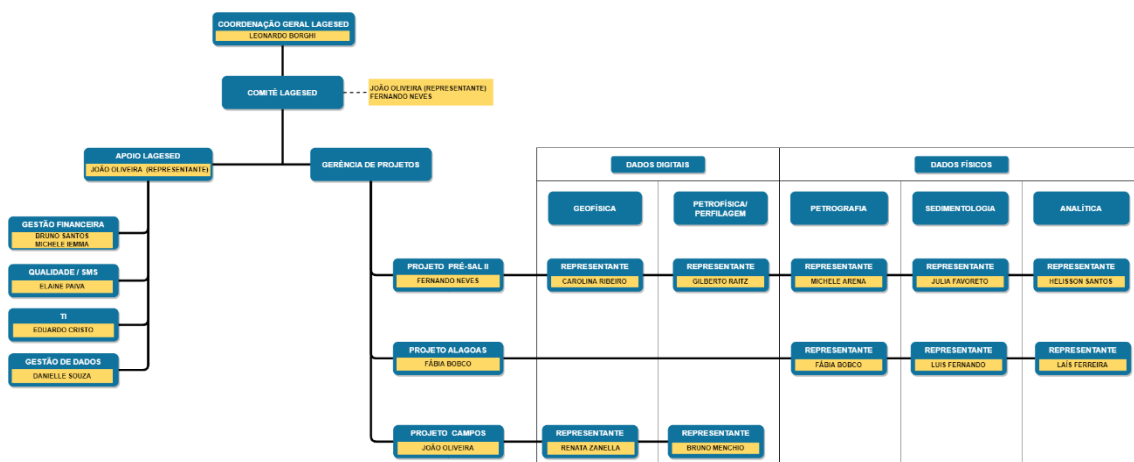 COORDENAÇÃO GERAL LAGESED
LEONARDO BORGHI
COMITÊ LAGESED
JOÃO OLIVEIRA (REPRESENTANTE)
FERNANDO NEVES
APOIO LAGESED
JOÃO OLIVEIRA (REPRESENTANTE)
GERÊNCIA DE PROJETOS
DADOS DIGITAIS
DADOS FÍSICOS
GEOFÍSICA
PETROFÍSICA/
PERFILAGEM
PETROGRAFIA
SEDIMENTOLOGIA
ANALÍTICA
GESTÃO FINANCEIRA
BRUNO SANTOS
MICHELE IEMMA
QUALIDADE / SMS
ELAINE PAIVA
TI
EDUARDO CRISTO
GESTÃO DE DADOS
DANIELLE SOUZA
PROJETO PRÉ-SAL II
FERNANDO NEVES
REPRESENTANTE
CAROLINA RIBEIRO
REPRESENTANTE
GILBERTO RAITZ
REPRESENTANTE
MICHELE ARENA
REPRESENTANTE
JULIA FAVORETO
REPRESENTANTE
HELISSON SANTOS
PROJETO ALAGOAS
FÁBIA BOBCO
REPRESENTANTE
FÁBIA BOBCO
REPRESENTANTE
LUIS FERNANDO
REPRESENTANTE
LAÍS FERREIRA
PROJETO CAMPOS
JOÃO OLIVEIRA
REPRESENTANTE
RENATA ZANELLA
REPRESENTANTE
BRUNO MENCHIO